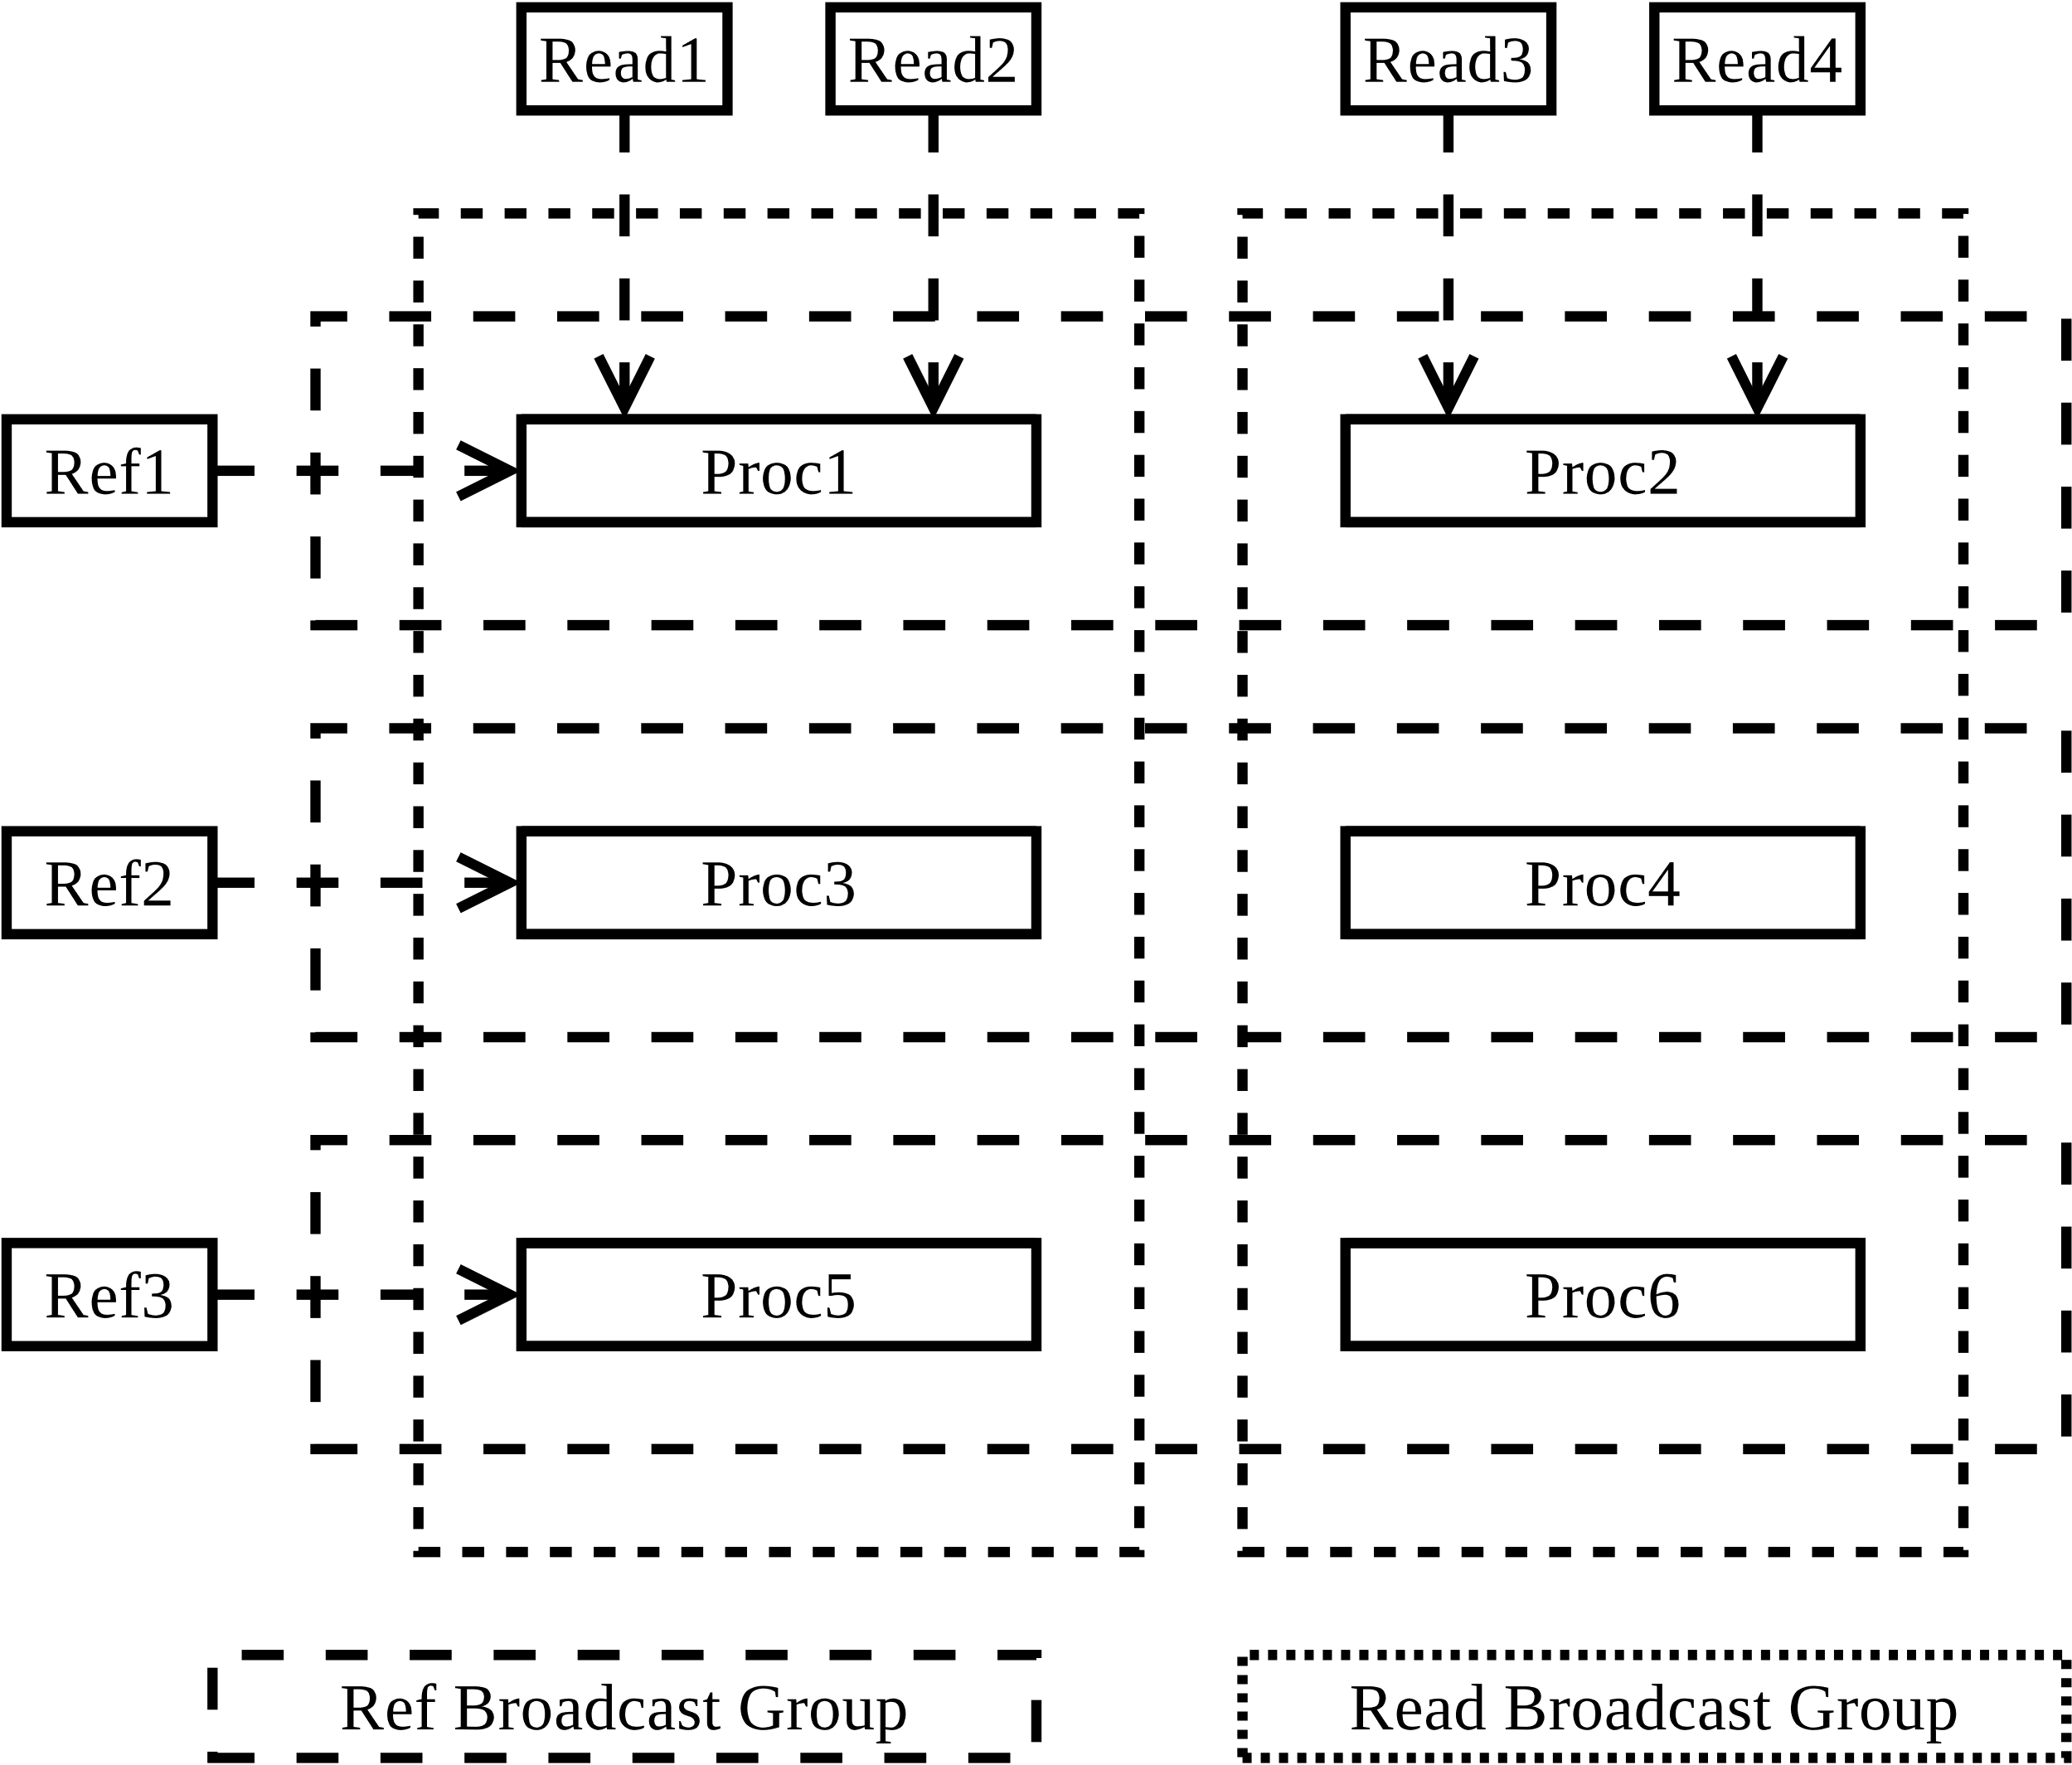 Read1 Read2 Read3 Read4
Ref1 Proc1 Proc2
Ref2 Proc3 Proc4
Ref3 Proc5 Proc6
Ref Broadcast Group Read Broadcast Group